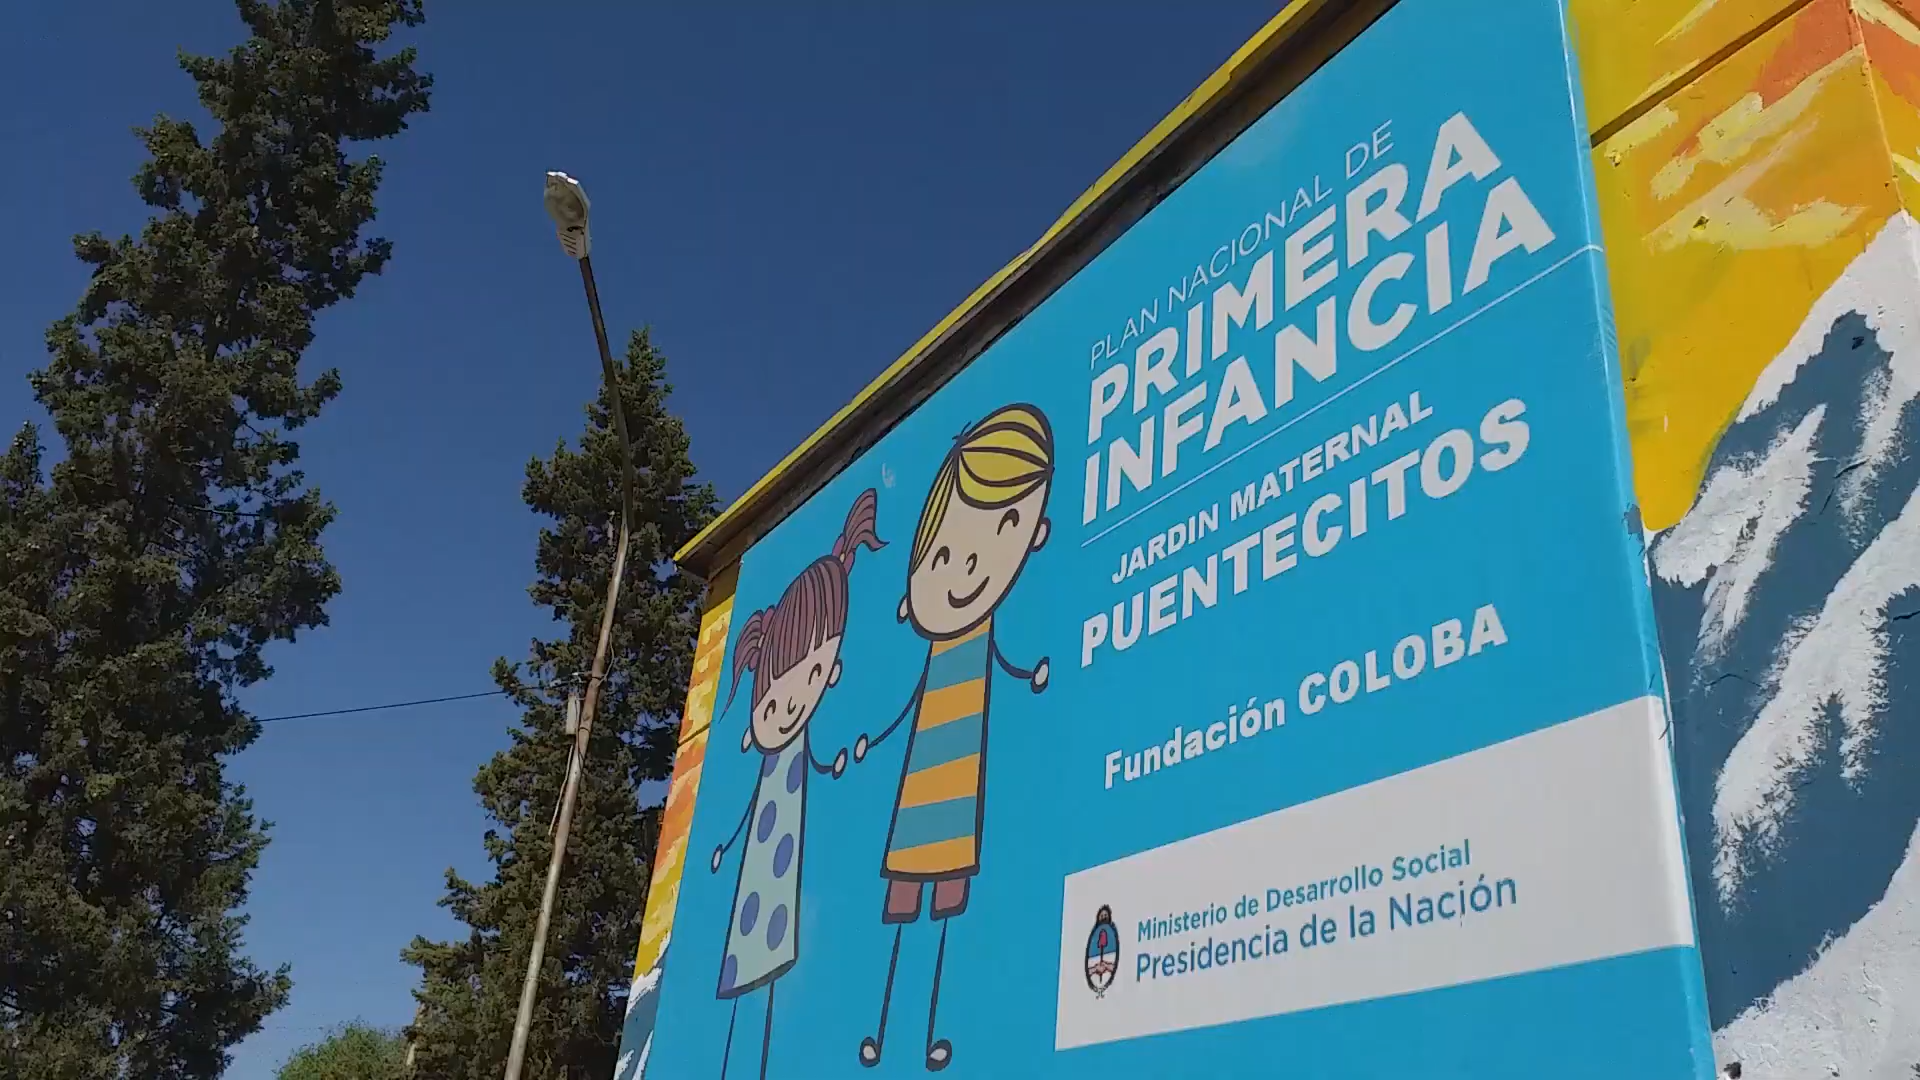 PLAN NACIONAL DE
PRIMERA
INFANCIA
JARDIN MATERNAL
PUENTECITOS
Fundación COLOBA
Ministerio de Desarrollo Social
Presidencia de la Nación